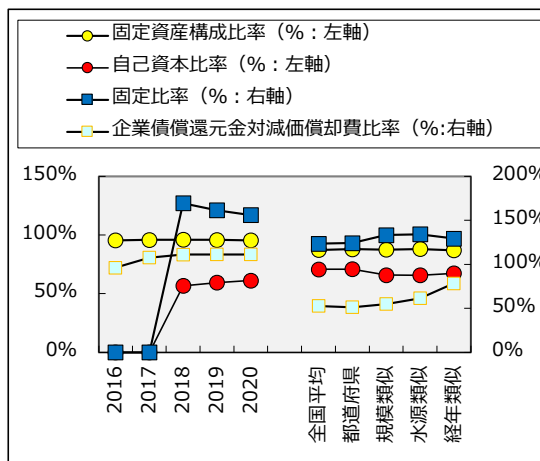 固定資産構成比率（%：左軸）
自己資本比率（%：左軸）
固定比率（%：右軸）
企業債償還元金対減価償却費比率（%:右軸）
150%
100%
50%
0%
200%
150%
100%
50%
0%
2016
2017
2018
2019
2020
全国平均
都道府県
規模類似
水源類似
経年類似